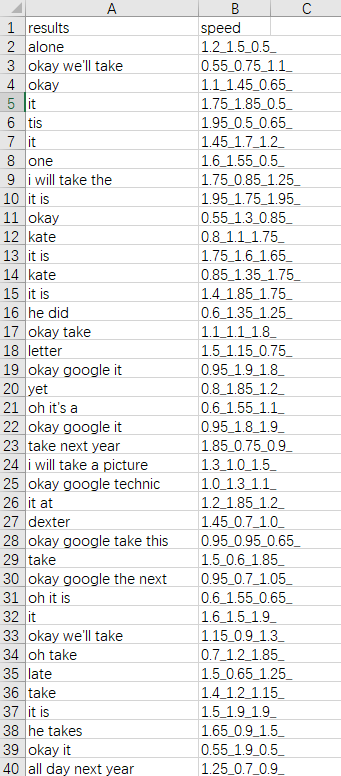 A B C
1 results speed
2 alone 1.2_1.5_0.5_
3 okay we'll take 0.55_0.75_1.1_
4 okay 1.1_1.45_0.65_
5 it 1.75_1.85_0.5_
6 tis 1.95_0.5_0.65_
7 it 1.45_1.7_1.2_
8 one 1.6_1.55_0.5_
9 i will take the 1.75_0.85_1.25_
10 it is 1.95_1.75_1.95_
11 okay 0.55_1.3_0.85_
12 kate 0.8_1.1_1.75_
13 it is 1.75_1.6_1.65_
14 kate 0.85_1.35_1.75_
15 it is 1.4_1.85_1.75_
16 he did 0.6_1.35_1.25_
17 okay take 1.1_1.1_1.8_
18 letter 1.5_1.15_0.75_
19 okay google it 0.95_1.9_1.8_
20 yet 0.8_1.85_1.2_
21 oh it's a 0.6_1.55_1.1_
22 okay google it 0.95_1.8_1.9_
23 take next year 1.85_0.75_0.9_
24 i will take a picture 1.3_1.0_1.5_
25 okay google technic 1.0_1.3_1.1_
26 it at 1.2_1.85_1.2_
27 dexter 1.45_0.7_1.0_
28 okay google take this 0.95_0.95_0.65_
29 take 1.5_0.6_1.85_
30 okay google the next 0.95_0.7_1.05_
31 oh it is 0.6_1.55_0.65_
32 it 1.6_1.5_1.9_
33 okay we'll take 1.15_0.9_1.3_
34 oh take 0.7_1.2_1.85_
35 late 1.5_0.65_1.25_
36 take 1.4_1.2_1.15_
37 it is 1.5_1.9_1.9_
38 he takes 1.65_0.9_1.5_
39 okay it 0.55_1.9_0.5_
40 all day next year 1.25_0.7_0.9_